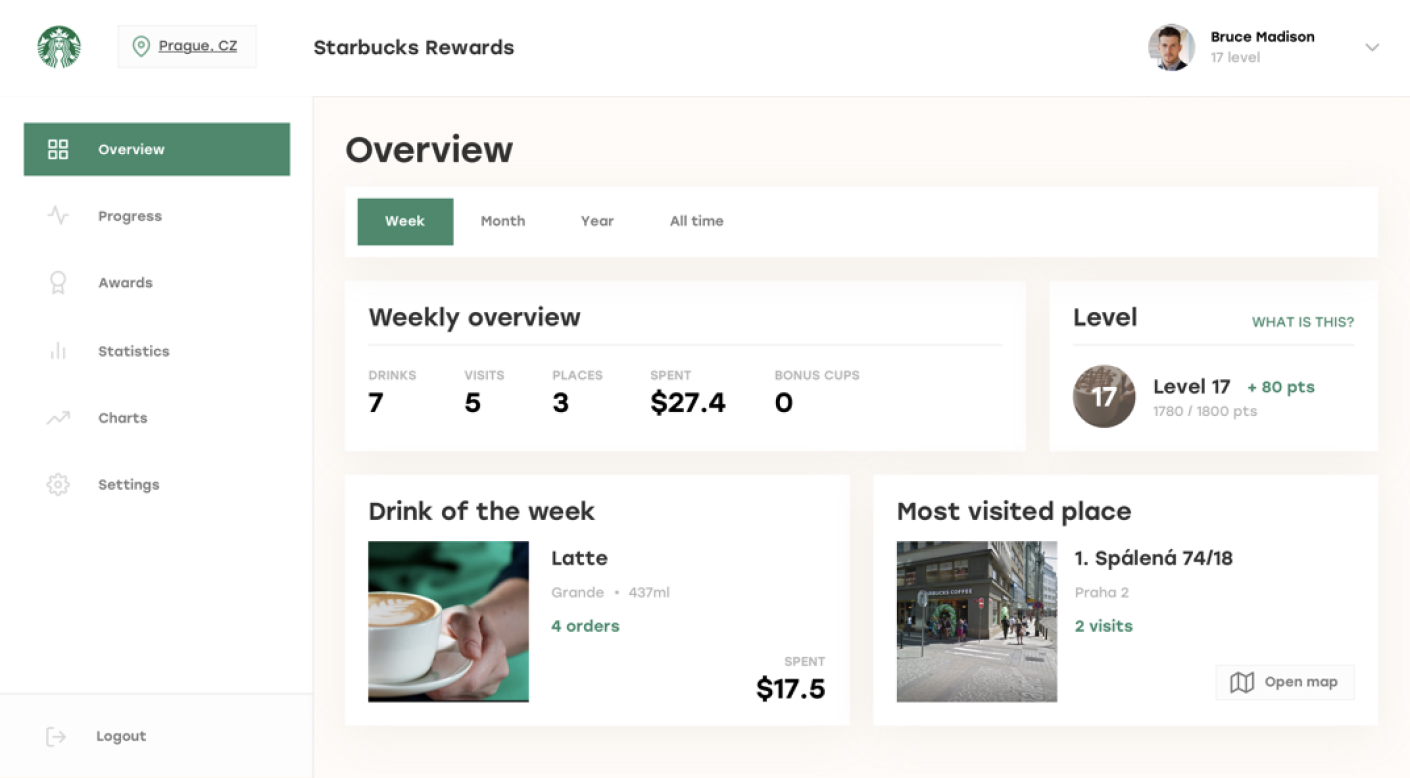 Prague, CZ
Starbucks Rewards
Bruce Madison
17 level
Overview
Progress
Awards
Statistics
Charts
Settings
Logout
Overview
Week Month Year All time
Weekly overview
DRINKS VISITS PLACES SPENT BONUS CUPS
7 5 3 $27.4 0
Level WHAT IS THIS?
17
Level 17 + 80 pts
1780 / 1800 pts
Drink of the week
Latte
Grande • 437ml
4 orders
SPENT
$17.5
Most visited place
1. Spálená 74/18
Praha 2
2 visits
Open map